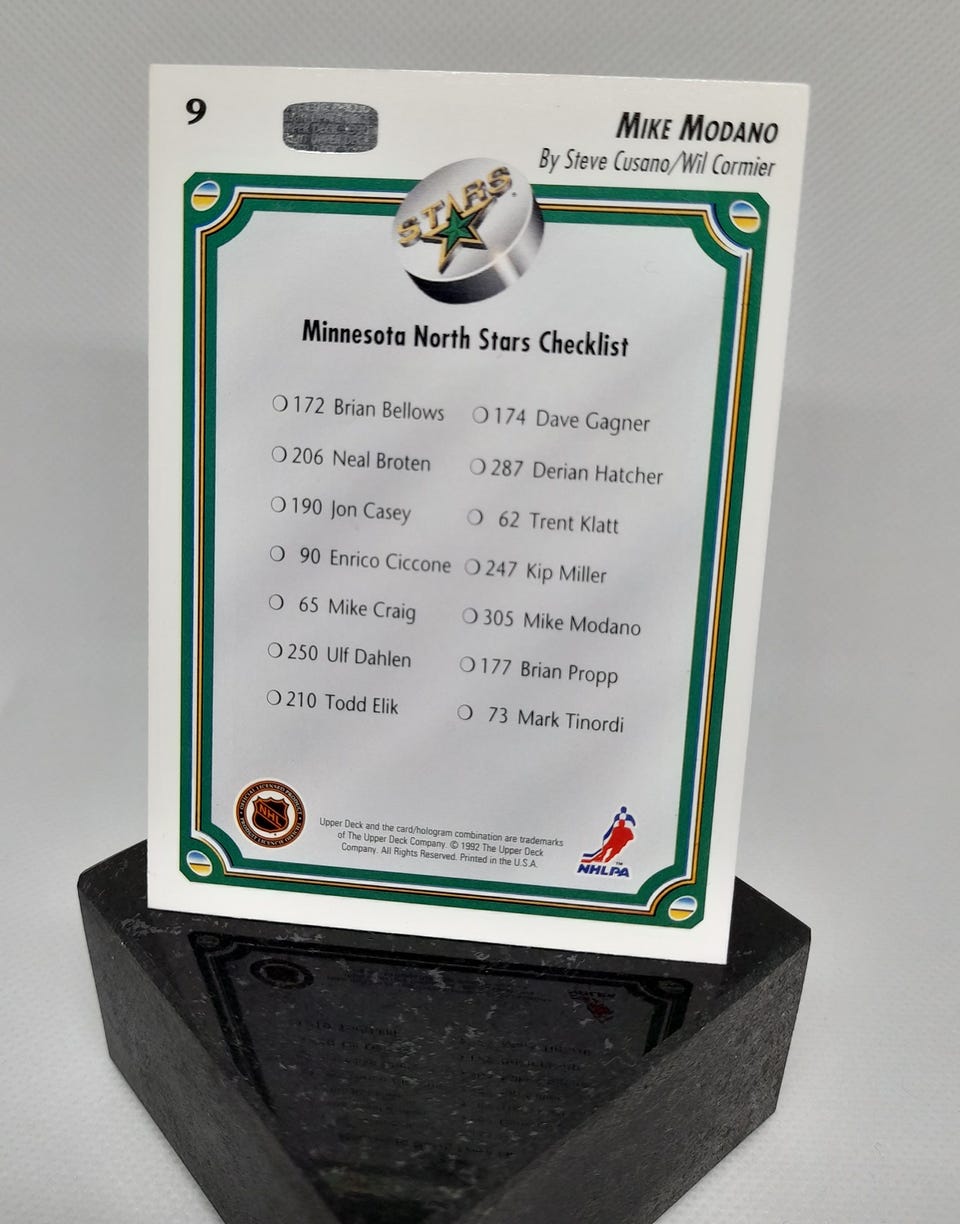 9
MIKE MODANO
By Steve Cusano/Wil Cormier
STARS
Minnesota North Stars Checklist
172 Brian Bellows
206 Neal Broten
190 Jon Casey
90 Enrico Ciccone
65 Mike Craig
250 Ulf Dahlen
210 Todd Elik
174 Dave Gagner
287 Derian Hatcher
62 Trent Klatt
247 Kip Miller
305 Mike Modano
177 Brian Propp
73 Mark Tinordi
NHL
Upper Deck and the card/hologram combination are trademarks
of The Upper Deck Company. © 1992 The Upper Deck
Company. All Rights Reserved. Printed in the U.S.A.
NHLPA™